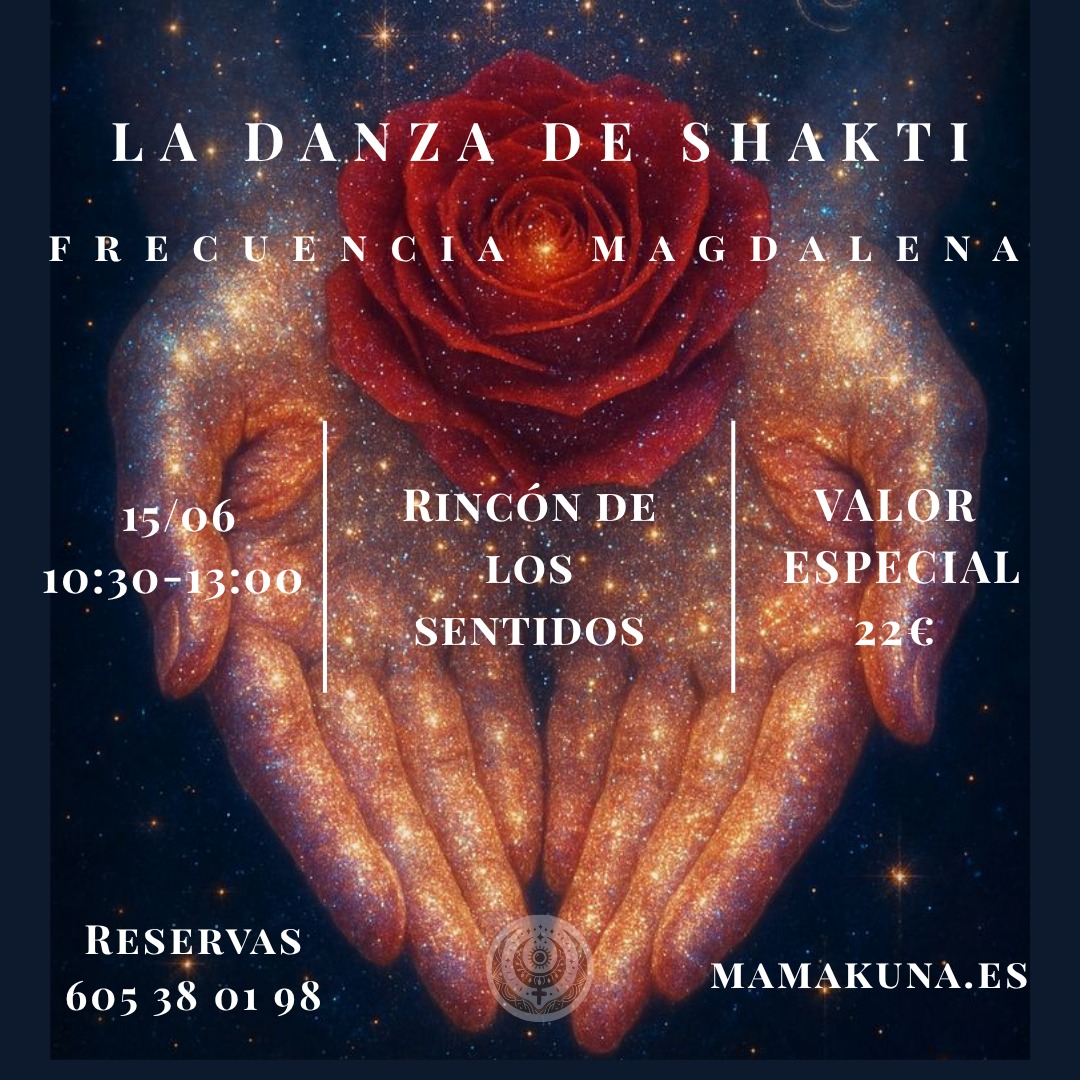 LA DANZA DE SHAKTI
FRECUENCIA MAGDALENA
15/06
10:30-13:00
RINCÓN DE
LOS
SENTIDOS
VALOR
ESPECIAL
22€
RESERVAS
605 38 01 98
MAMAKUNA.ES